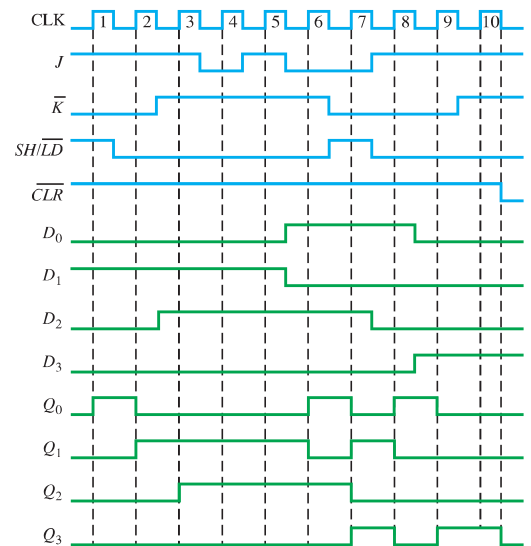 CLK 1 2 3 4 5 6 7 8 9 10
J
K̅
SH/L̅D̅
C̅L̅R̅
D₀
D₁
D₂
D₃
Q₀
Q₁
Q₂
Q₃